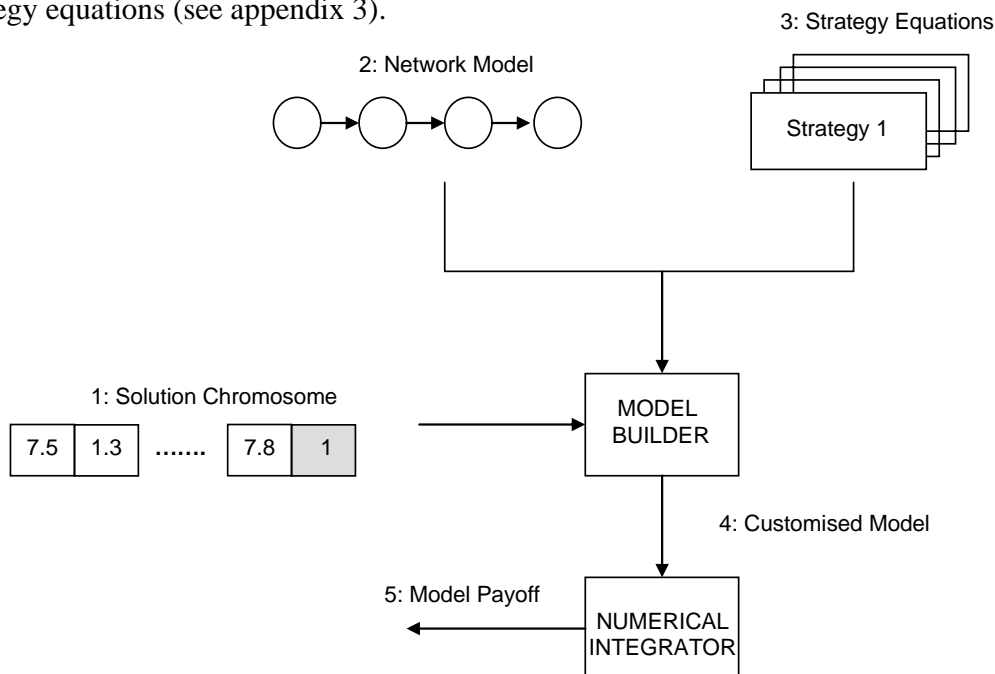 egy equations (see appendix 3).
3: Strategy Equations
2: Network Model
Strategy 1
1: Solution Chromosome
7.5 1.3 ....... 7.8 1
MODEL
BUILDER
4: Customised Model
5: Model Payoff
NUMERICAL
INTEGRATOR